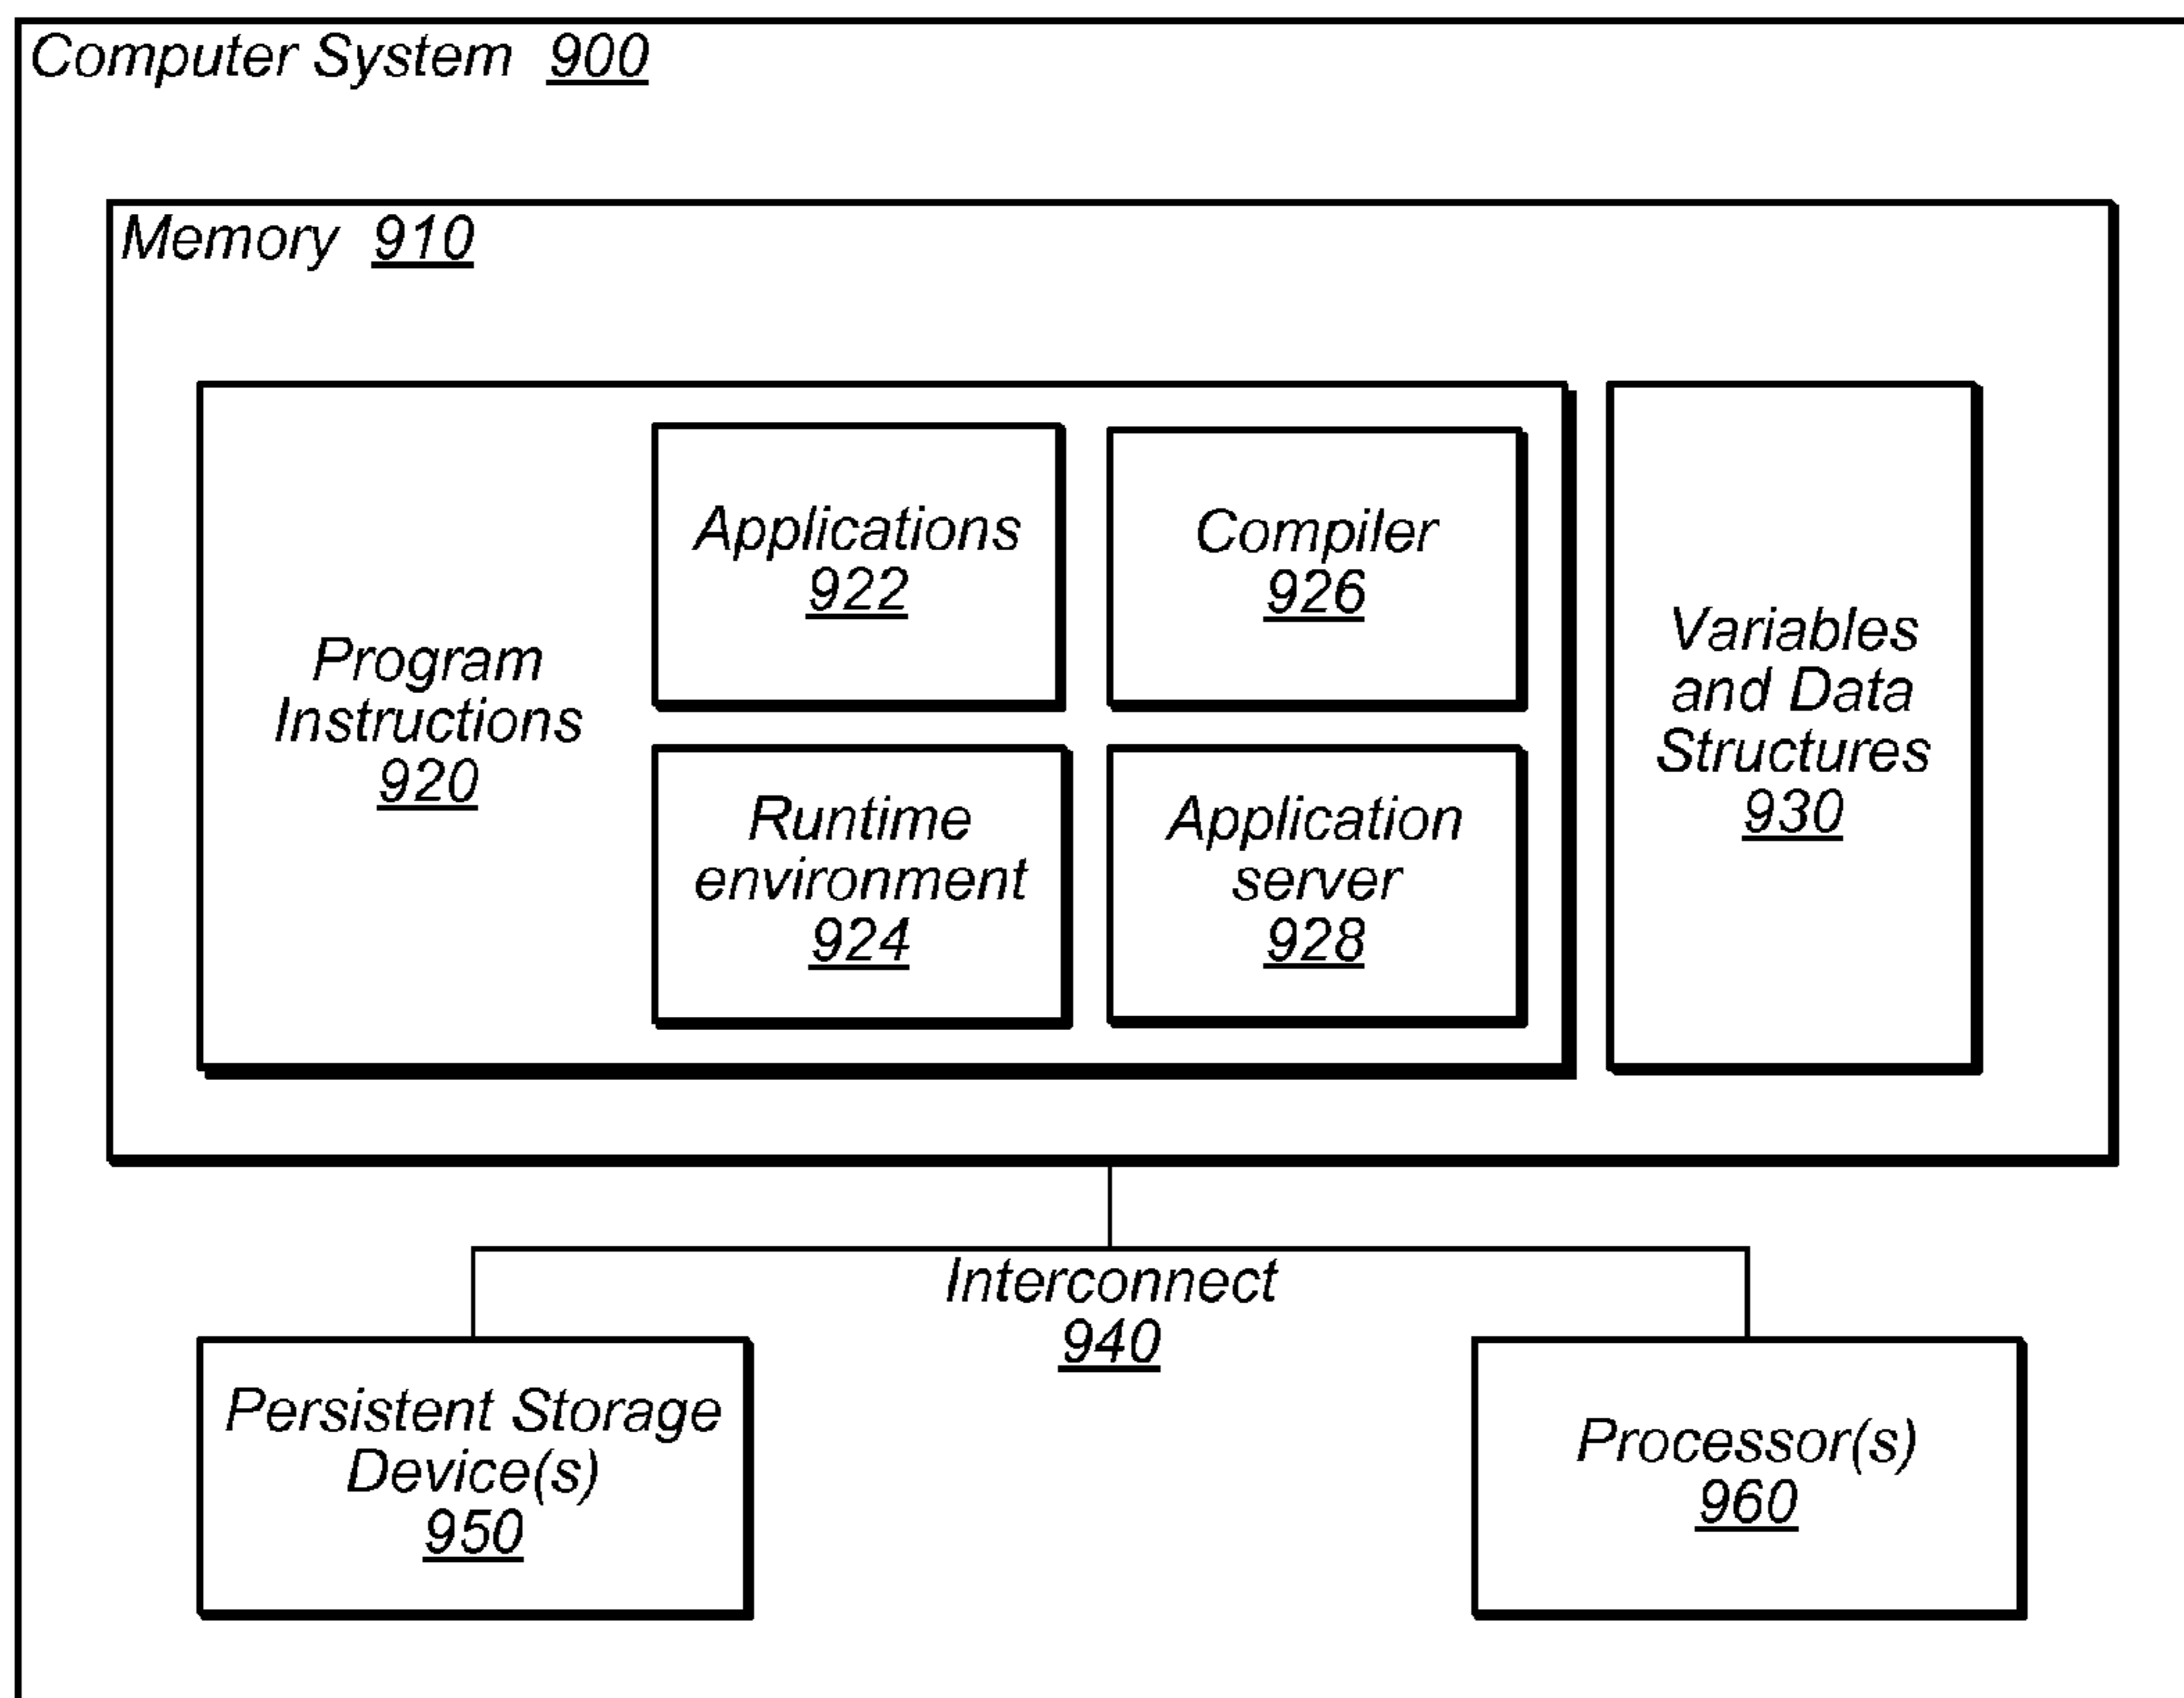 Computer System 900
Memory 910
Program
Instructions
920
Applications
922
Compiler
926
Runtime
environment
924
Application
server
928
Variables
and Data
Structures
930
Interconnect
940
Persistent Storage
Device(s)
950
Processor(s)
960